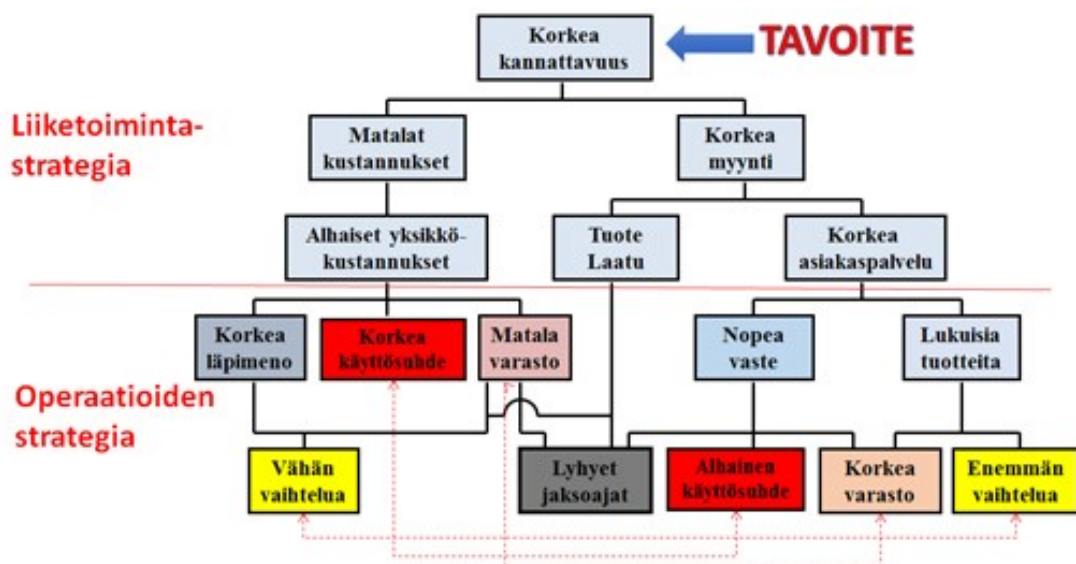 Korkea
kannattavuus
TAVOITE
Liiketoiminta-
strategia
Matalat
kustannukset
Korkea
myynti
Alhaiset yksikkö-
kustannukset
Tuote
Laatu
Korkea
asiakaspalvelu
Korkea
läpimeno
Korkea
käyttösuhde
Matala
varasto
Nopea
vaste
Lukuisia
tuotteita
Operaatioiden
strategia
Vähän
vaihtelua
Lyhyet
jaksoajat
Alhainen
käyttösuhde
Korkea
varasto
Enemmän
vaihtelua